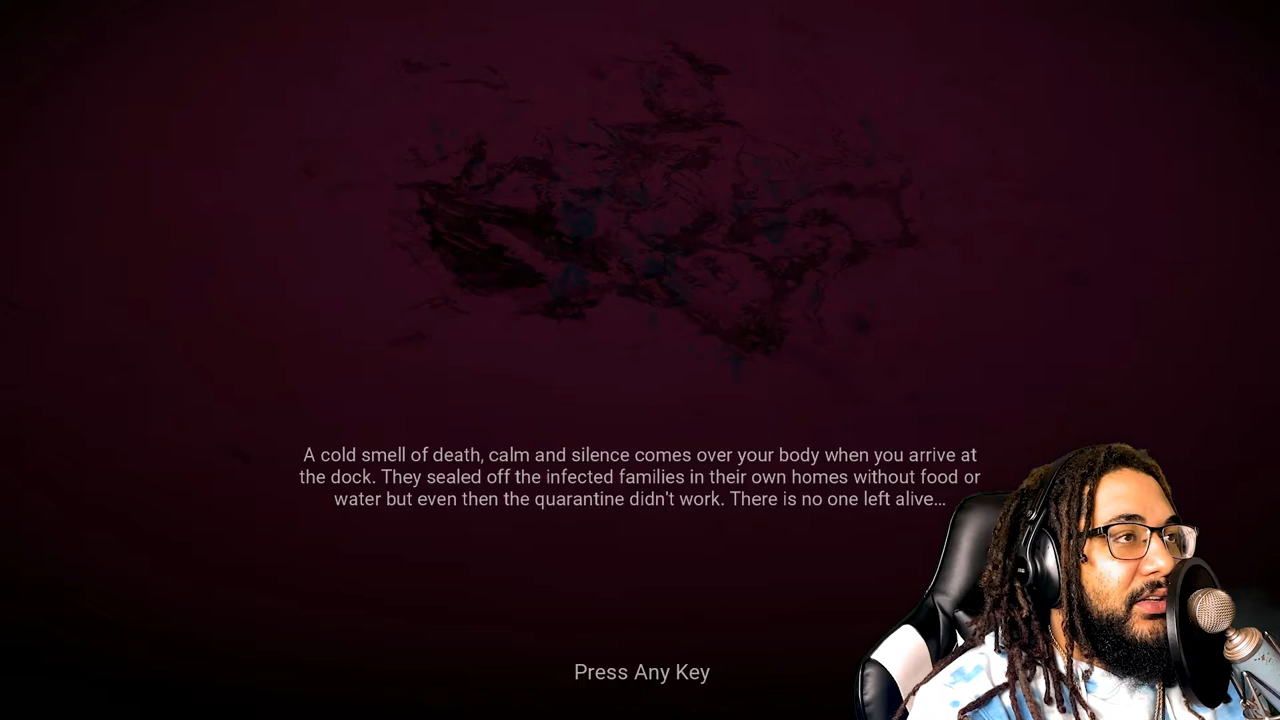 A cold smell of death, calm and silence comes over your body when you arrive at
the dock. They sealed off the infected families in their own homes without food or
water but even then the quarantine didn't work. There is no one left alive...
Press Any Key